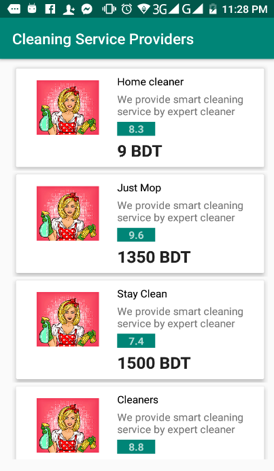 3G G 11:28 PM
Cleaning Service Providers
Home cleaner
We provide smart cleaning
service by expert cleaner
8.3
9 BDT
Just Mop
We provide smart cleaning
service by expert cleaner
9.6
1350 BDT
Stay Clean
We provide smart cleaning
service by expert cleaner
7.4
1500 BDT
Cleaners
We provide smart cleaning
service by expert cleaner
8.8